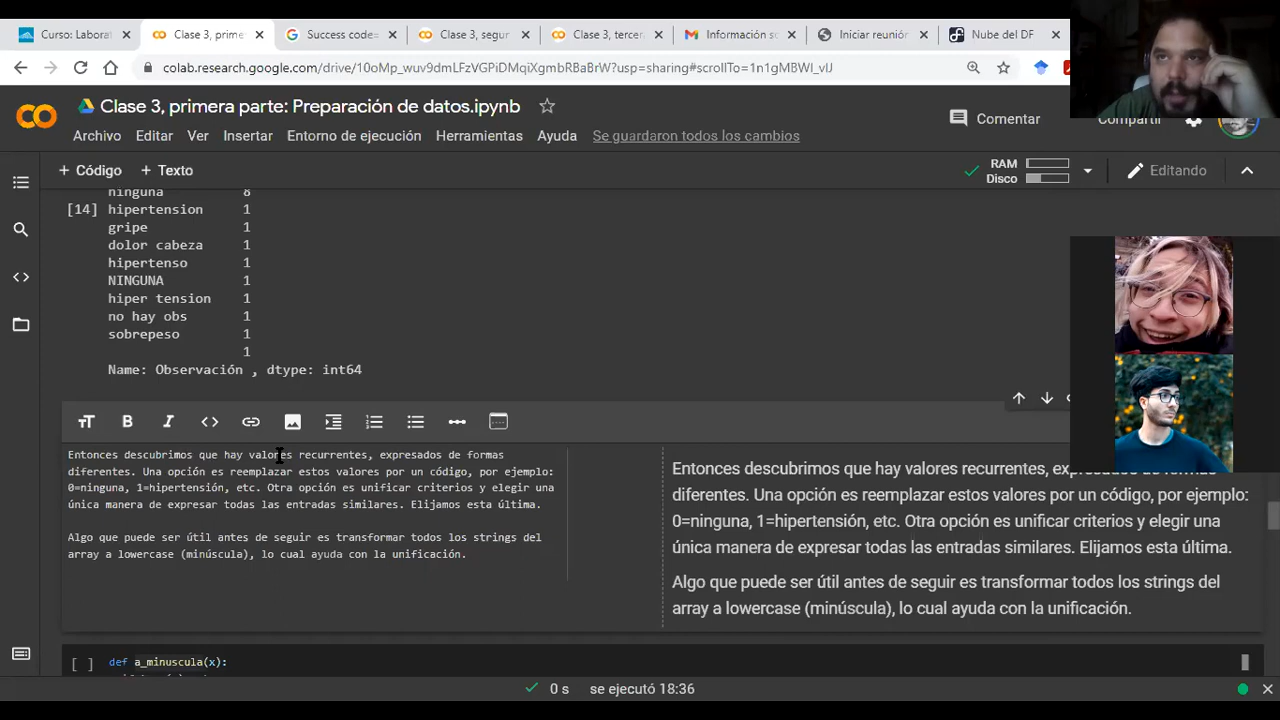 Curso: Labora
Clase 3, prime
Success code=
Clase 3, segur
Clase 3, tercer
Información so
Iniciar reunión
Nube del DF
colab.research.google.com/drive/10oMp_wuv9dmLFzVGPiDMqiXgmbRBaBrW?usp=sharing#scrollTo=1n1gMBWI_vIJ
Clase 3, primera parte: Preparación de datos.ipynb
Comentar
Compartir
Archivo Editar Ver Insertar Entorno de ejecución Herramientas Ayuda Se guardaron todos los cambios
+ Código + Texto
RAM
Disco
Editando
ninguna 8
[14] hipertension 1
gripe 1
dolor cabeza 1
hipertenso 1
NINGUNA 1
hiper tension 1
no hay obs 1
sobrepeso 1
1
Name: Observación , dtype: int64
Entonces descubrimos que hay valores recurrentes, expresados de formas
diferentes. Una opción es reemplazar estos valores por un código, por ejemplo:
0=ninguna, 1=hipertensión, etc. Otra opción es unificar criterios y elegir una
única manera de expresar todas las entradas similares. Elijamos esta última.
Algo que puede ser útil antes de seguir es transformar todos los strings del
array a lowercase (minúscula), lo cual ayuda con la unificación.
Entonces descubrimos que hay valores recurrentes, expresados de formas
diferentes. Una opción es reemplazar estos valores por un código, por ejemplo:
0=ninguna, 1=hipertensión, etc. Otra opción es unificar criterios y elegir una
única manera de expresar todas las entradas similares. Elijamos esta última.
Algo que puede ser útil antes de seguir es transformar todos los strings del
array a lowercase (minúscula), lo cual ayuda con la unificación.
[ ] def a_minuscula(x):
0 s se ejecutó 18:36